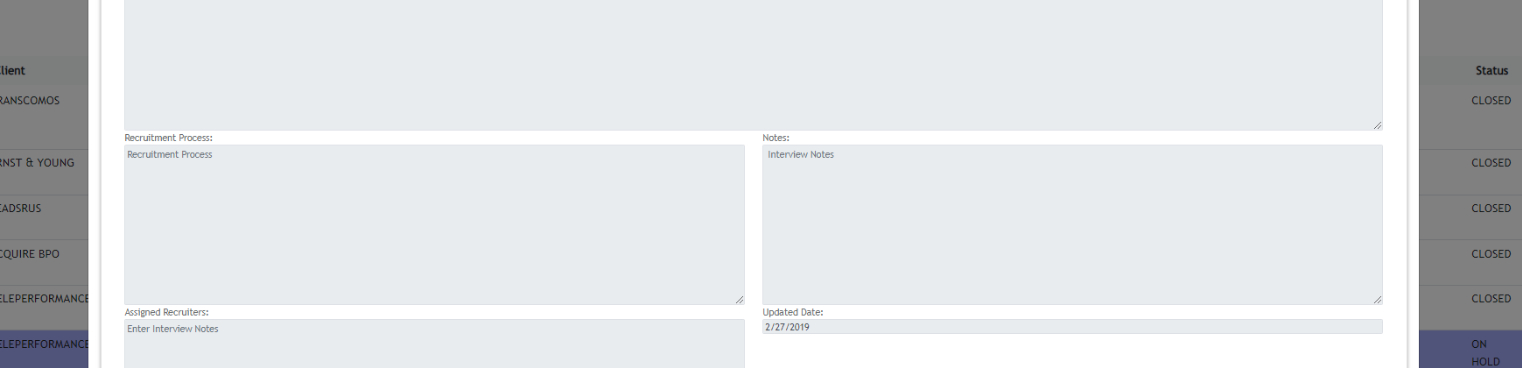 Client
Status
RANSCOMOS
CLOSED
Recruitment Process:
Notes:
Recruitment Process
Interview Notes
RNST & YOUNG
CLOSED
EADSRUS
CLOSED
CQUIRE BPO
CLOSED
ELEPERFORMANCE
CLOSED
Assigned Recruiters:
Updated Date:
Enter Interview Notes
2/27/2019
ELEPERFORMANCE
ON
HOLD